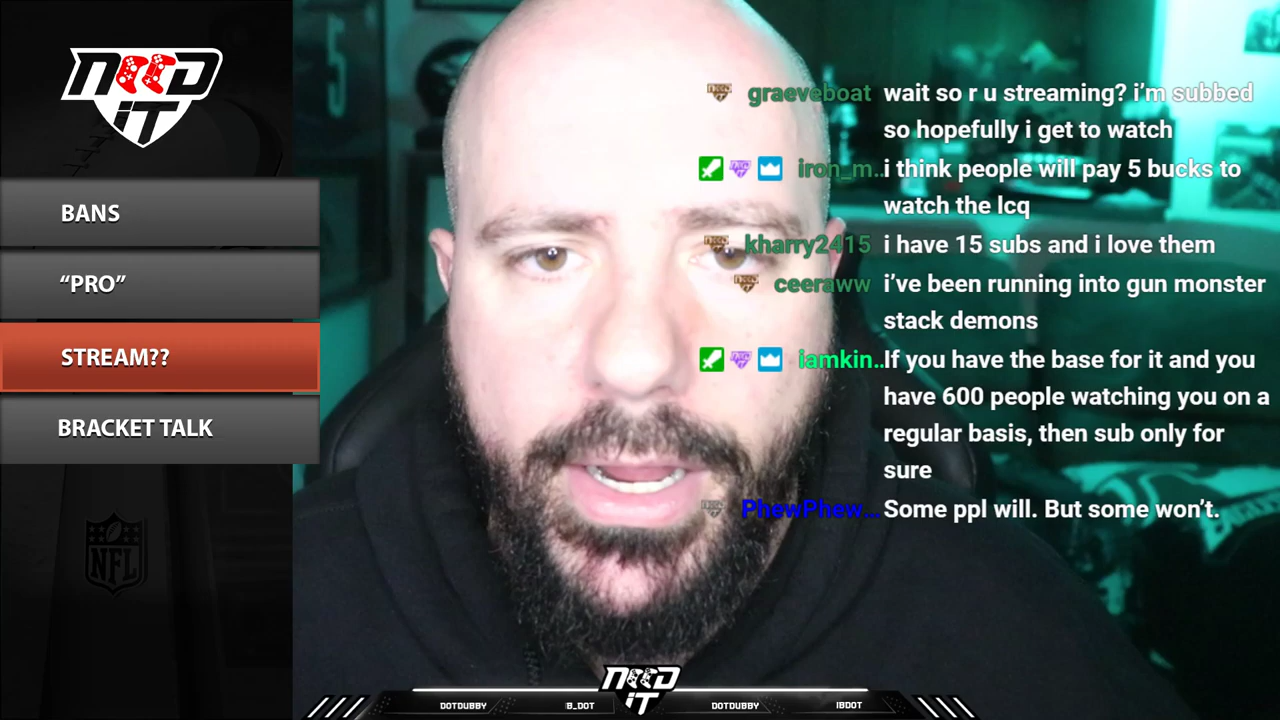 NEED
IT
BANS
“PRO”
STREAM??
BRACKET TALK
NFL
5
graeveboat wait so r u streaming? i’m subbed
so hopefully i get to watch
iron_m.. i think people will pay 5 bucks to
watch the lcq
kharry2415 i have 15 subs and i love them
ceeraww i’ve been running into gun monster
stack demons
iamkin.. If you have the base for it and you
have 600 people watching you on a
regular basis, then sub only for
sure
PhewPhew... Some ppl will. But some won’t.
NEED
IT
DOTDUBBY B_DOT DOTDUBBY IBDOT